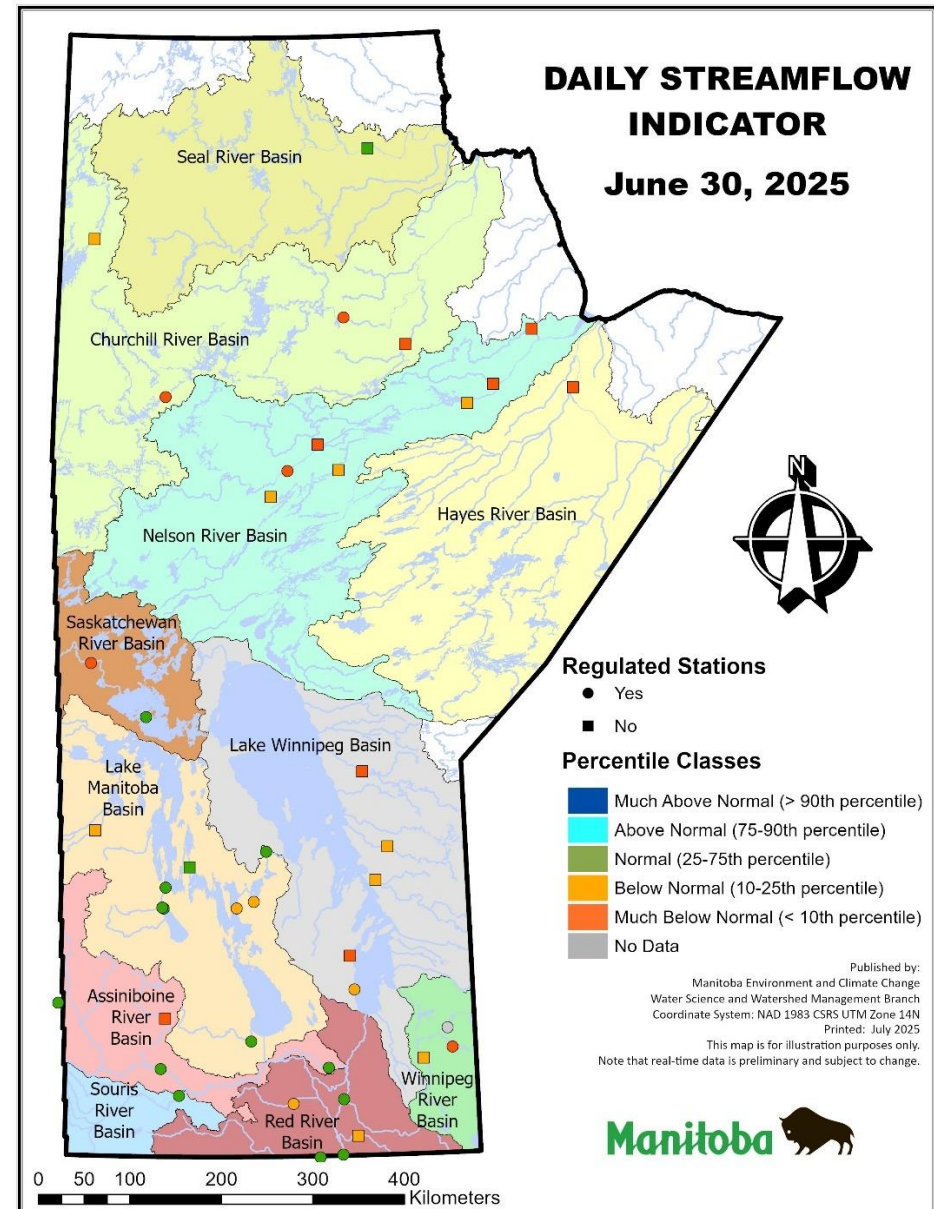 DAILY STREAMFLOW
INDICATOR
June 30, 2025
Seal River Basin
Churchill River Basin
Nelson River Basin
Hayes River Basin
Saskatchewan
River Basin
Lake Winnipeg Basin
Lake
Manitoba
Basin
Assiniboine
River
Basin
Souris
River
Basin
Red River
Basin
Winnipeg
River
Basin
N
Regulated Stations
Yes
No
Percentile Classes
Much Above Normal (> 90th percentile)
Above Normal (75-90th percentile)
Normal (25-75th percentile)
Below Normal (10-25th percentile)
Much Below Normal (< 10th percentile)
No Data
Published by:
Manitoba Environment and Climate Change
Water Science and Watershed Management Branch
Coordinate System: NAD 1983 CSRS UTM Zone 14N
Printed: July 2025
This map is for illustration purposes only.
Note that real-time data is preliminary and subject to change.
Manitoba
0 50 100 200 300 400
Kilometers